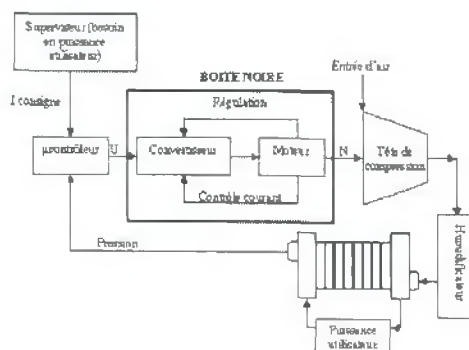 Superviseur (besoin
en puissance
utilisateur)
I consigne
BOITE NOIRE
Entrée d'air
Régulation
µcontrôleur
U
Convertisseur
Moteur
N
Tête de
compression
Contrôle courant
Pression
Humidificateur
Puissance
utilisateur